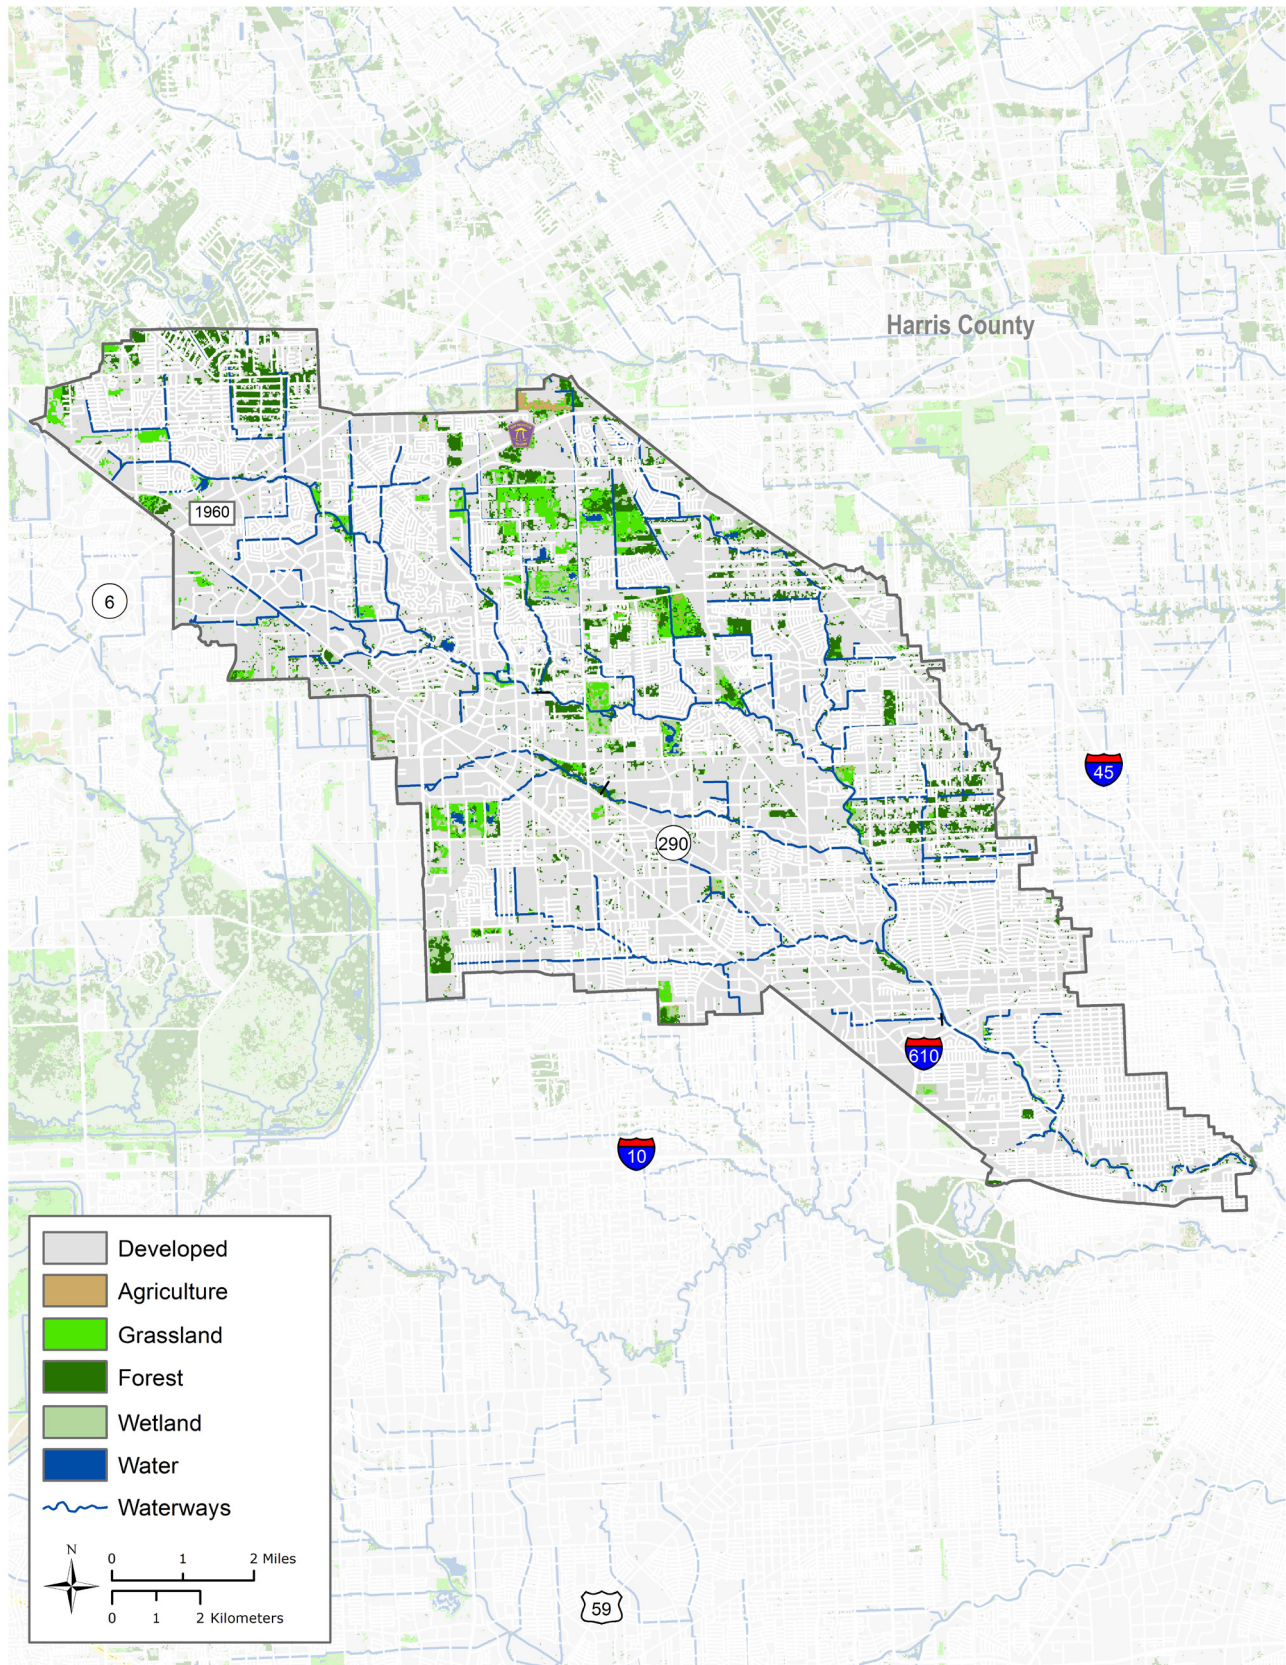 Harris County
1960
6
45
290
610
10
Developed
Agriculture
Grassland
Forest
Wetland
Water
Waterways
N
0 1 2 Miles
0 1 2 Kilometers
59